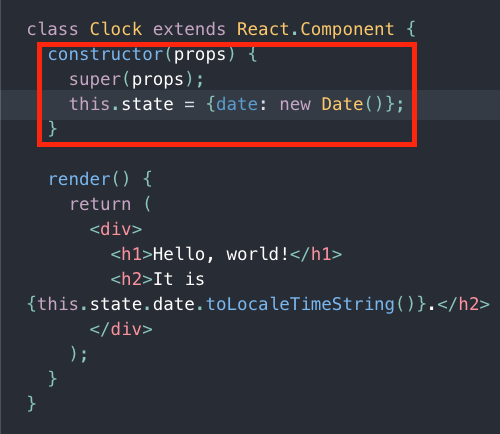 class Clock extends React.Component {
  constructor(props) {
    super(props);
    this.state = {date: new Date()};
  }

  render() {
    return (
      <div>
        <h1>Hello, world!</h1>
        <h2>It is
{this.state.date.toLocaleTimeString()}.</h2>
      </div>
    );
  }
}